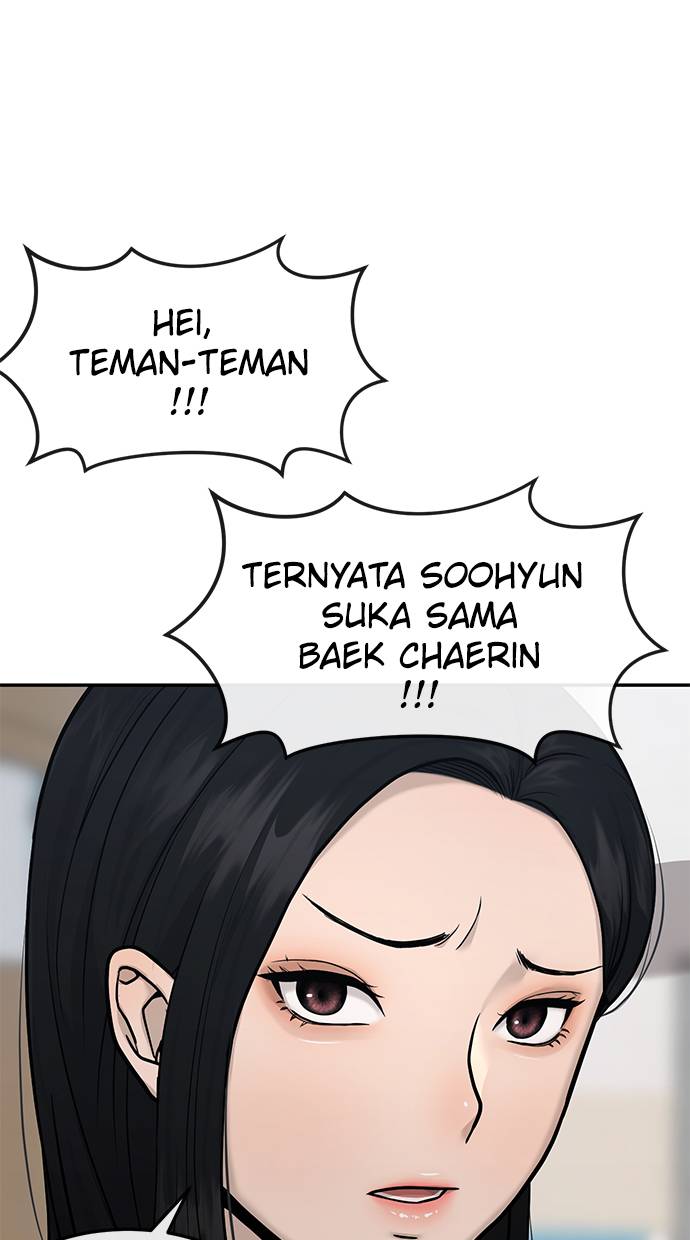 HEI,
TEMAN-TEMAN
!!!
TERNYATA SOOHYUN
SUKA SAMA
BAEK CHAERIN
!!!